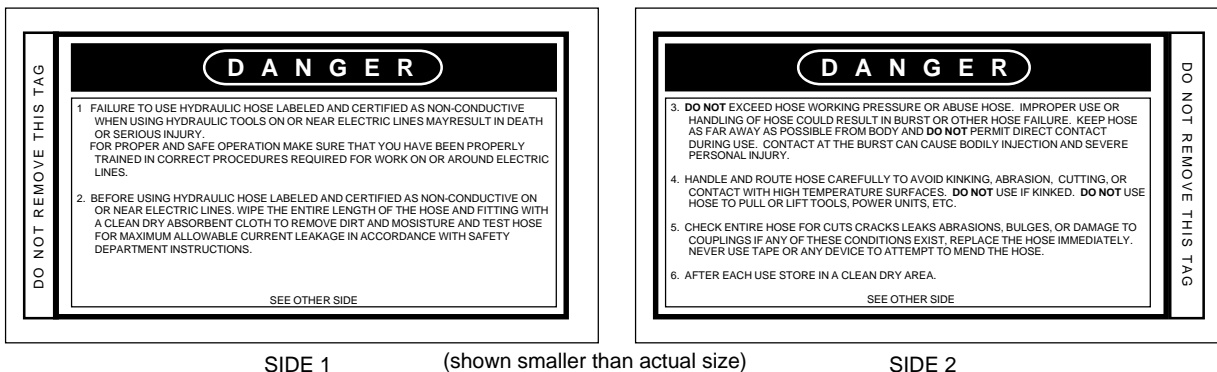 DO NOT REMOVE THIS TAG
D A N G E R
1 FAILURE TO USE HYDRAULIC HOSE LABELED AND CERTIFIED AS NON-CONDUCTIVE
WHEN USING HYDRAULIC TOOLS ON OR NEAR ELECTRIC LINES MAYRESULT IN DEATH
OR SERIOUS INJURY.
FOR PROPER AND SAFE OPERATION MAKE SURE THAT YOU HAVE BEEN PROPERLY
TRAINED IN CORRECT PROCEDURES REQUIRED FOR WORK ON OR AROUND ELECTRIC
LINES.
2. BEFORE USING HYDRAULIC HOSE LABELED AND CERTIFIED AS NON-CONDUCTIVE ON
OR NEAR ELECTRIC LINES. WIPE THE ENTIRE LENGTH OF THE HOSE AND FITTING WITH
A CLEAN DRY ABSORBENT CLOTH TO REMOVE DIRT AND MOSISTURE AND TEST HOSE
FOR MAXIMUM ALLOWABLE CURRENT LEAKAGE IN ACCORDANCE WITH SAFETY
DEPARTMENT INSTRUCTIONS.
SEE OTHER SIDE
D A N G E R
3. DO NOT EXCEED HOSE WORKING PRESSURE OR ABUSE HOSE. IMPROPER USE OR
HANDLING OF HOSE COULD RESULT IN BURST OR OTHER HOSE FAILURE. KEEP HOSE
AS FAR AWAY AS POSSIBLE FROM BODY AND DO NOT PERMIT DIRECT CONTACT
DURING USE. CONTACT AT THE BURST CAN CAUSE BODILY INJECTION AND SEVERE
PERSONAL INJURY.
4. HANDLE AND ROUTE HOSE CAREFULLY TO AVOID KINKING, ABRASION, CUTTING, OR
CONTACT WITH HIGH TEMPERATURE SURFACES. DO NOT USE IF KINKED. DO NOT USE
HOSE TO PULL OR LIFT TOOLS, POWER UNITS, ETC.
5. CHECK ENTIRE HOSE FOR CUTS CRACKS LEAKS ABRASIONS, BULGES, OR DAMAGE TO
COUPLINGS IF ANY OF THESE CONDITIONS EXIST, REPLACE THE HOSE IMMEDIATELY.
NEVER USE TAPE OR ANY DEVICE TO ATTEMPT TO MEND THE HOSE.
6. AFTER EACH USE STORE IN A CLEAN DRY AREA.
SEE OTHER SIDE
DO NOT REMOVE THIS TAG
SIDE 1
(shown smaller than actual size)
SIDE 2